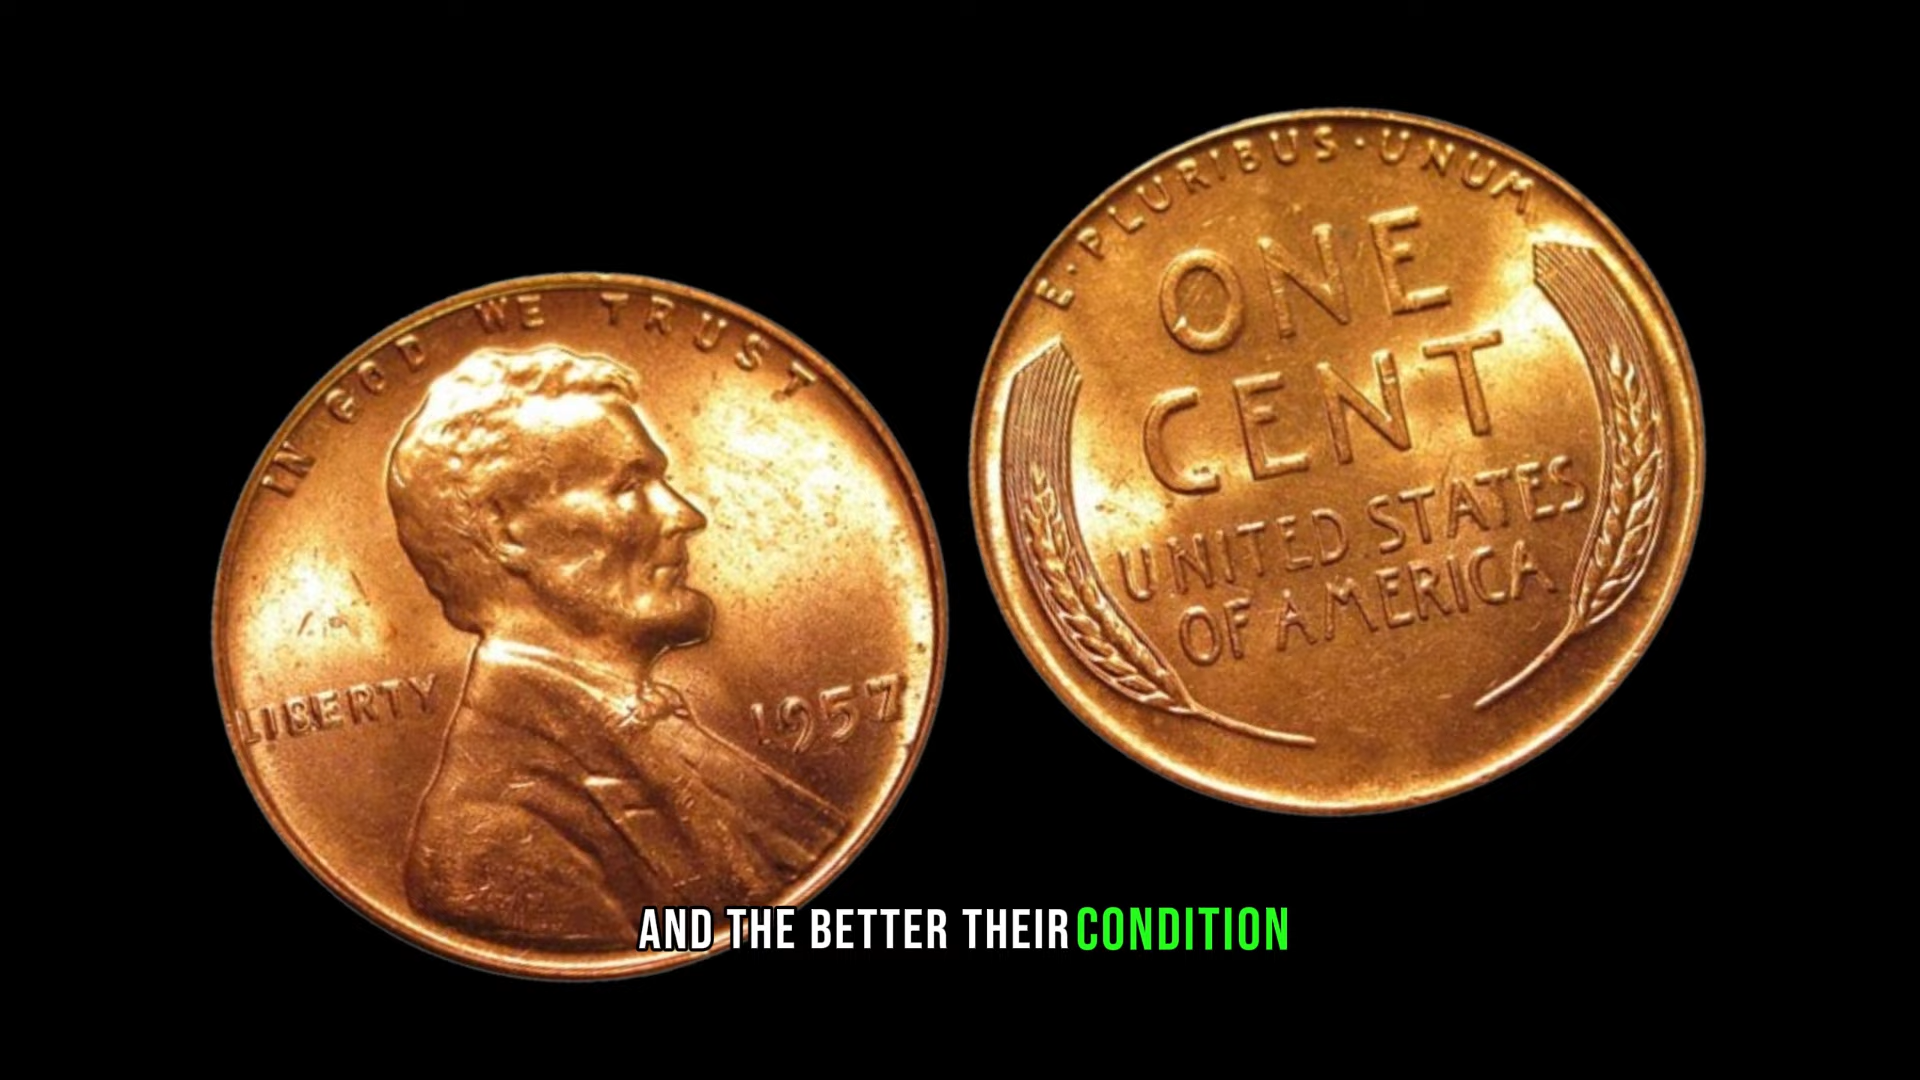 IN GOD WE TRUST
LIBERTY
1957
E·PLURIBUS·UNUM
ONE
CENT
UNITED STATES
OF AMERICA
AND THE BETTER THEIR CONDITION